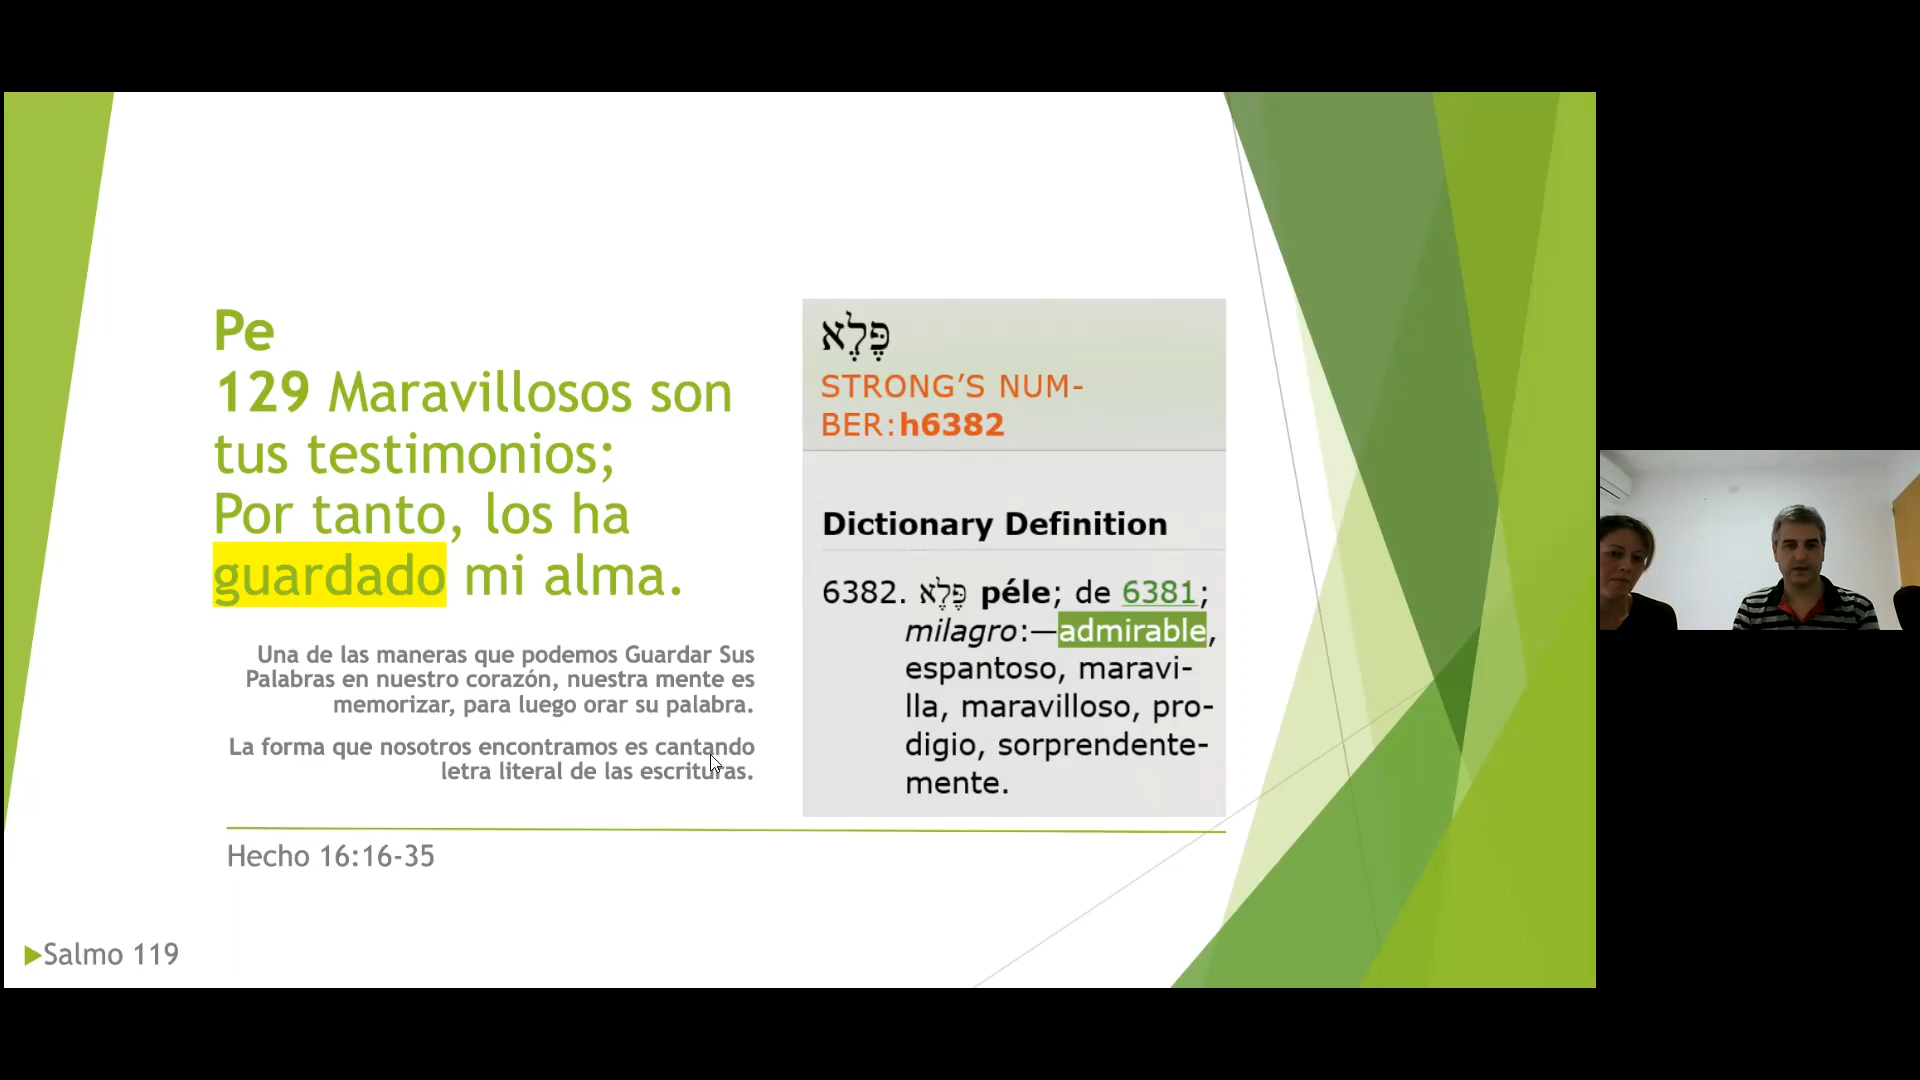 Pe
129 Maravillosos son
tus testimonios;
Por tanto, los ha
guardado mi alma.
Una de las maneras que podemos Guardar Sus
Palabras en nuestro corazón, nuestra mente es
memorizar, para luego orar su palabra.
La forma que nosotros encontramos es cantando
letra literal de las escrituras.
פֶּלֶא
STRONG’S NUM-
BER:h6382
Dictionary Definition
6382. פֶּלֶא péle; de 6381;
milagro:—admirable,
espantoso, maravi-
lla, maravilloso, pro-
digio, sorprendente-
mente.
Hecho 16:16-35
Salmo 119